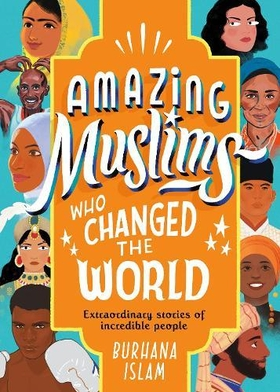 AMAZING
Muslims
WHO
CHANGED
THE
WORLD
Extraordinary stories of
incredible people
BURHANA
ISLAM